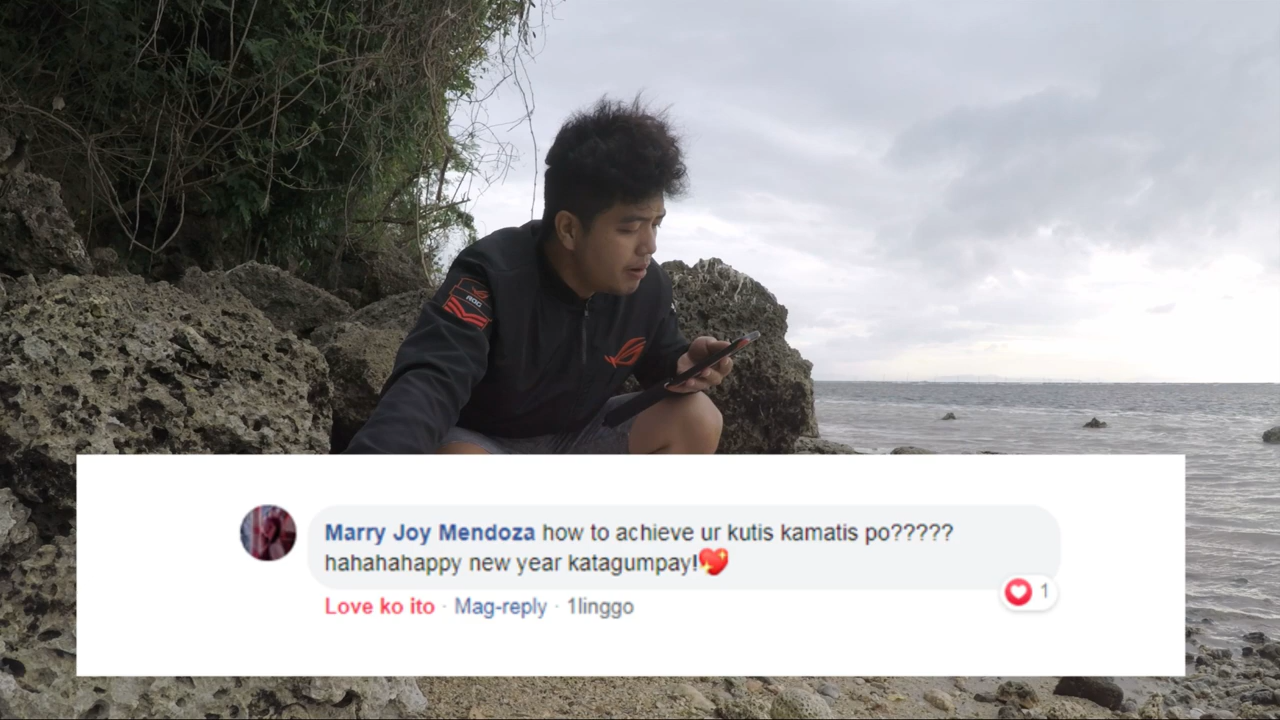 ROG
Marry Joy Mendoza how to achieve ur kutis kamatis po?????
hahahahappy new year katagumpay!💖
Love ko ito · Mag-reply · 1linggo
1